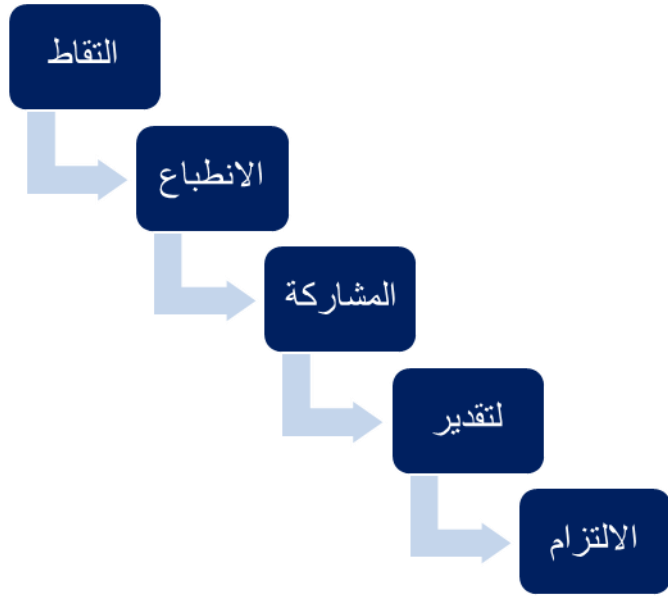 التقاط
الانطباع
المشاركة
لتقدير
الالتزام